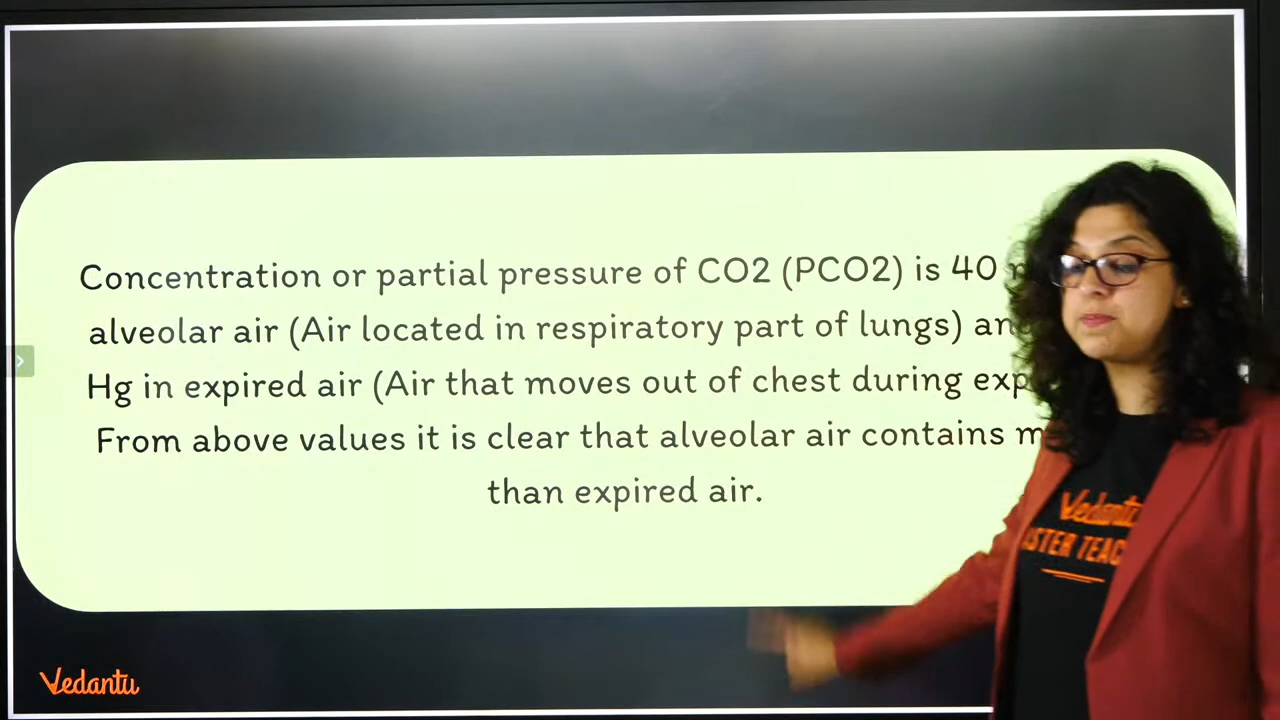 Concentration or partial pressure of CO2 (PCO2) is 40
alveolar air (Air located in respiratory part of lungs)
Hg in expired air (Air that moves out of chest during
From above values it is clear that alveolar air contains
than expired air.
Vedantu
Vedantu